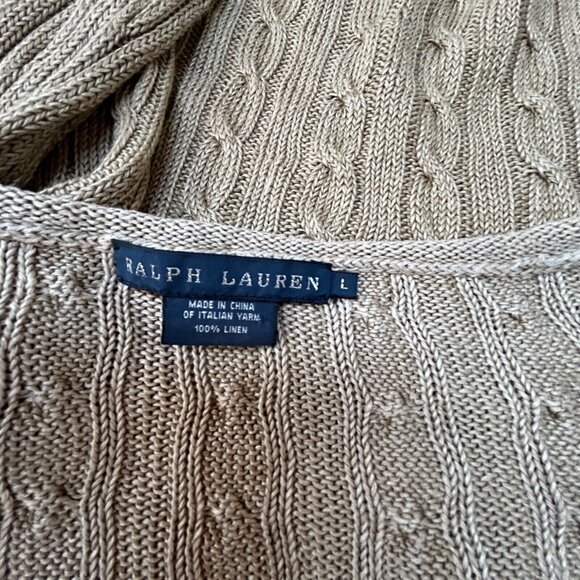 RALPH LAUREN L
MADE IN CHINA
OF ITALIAN YARN
100% LINEN